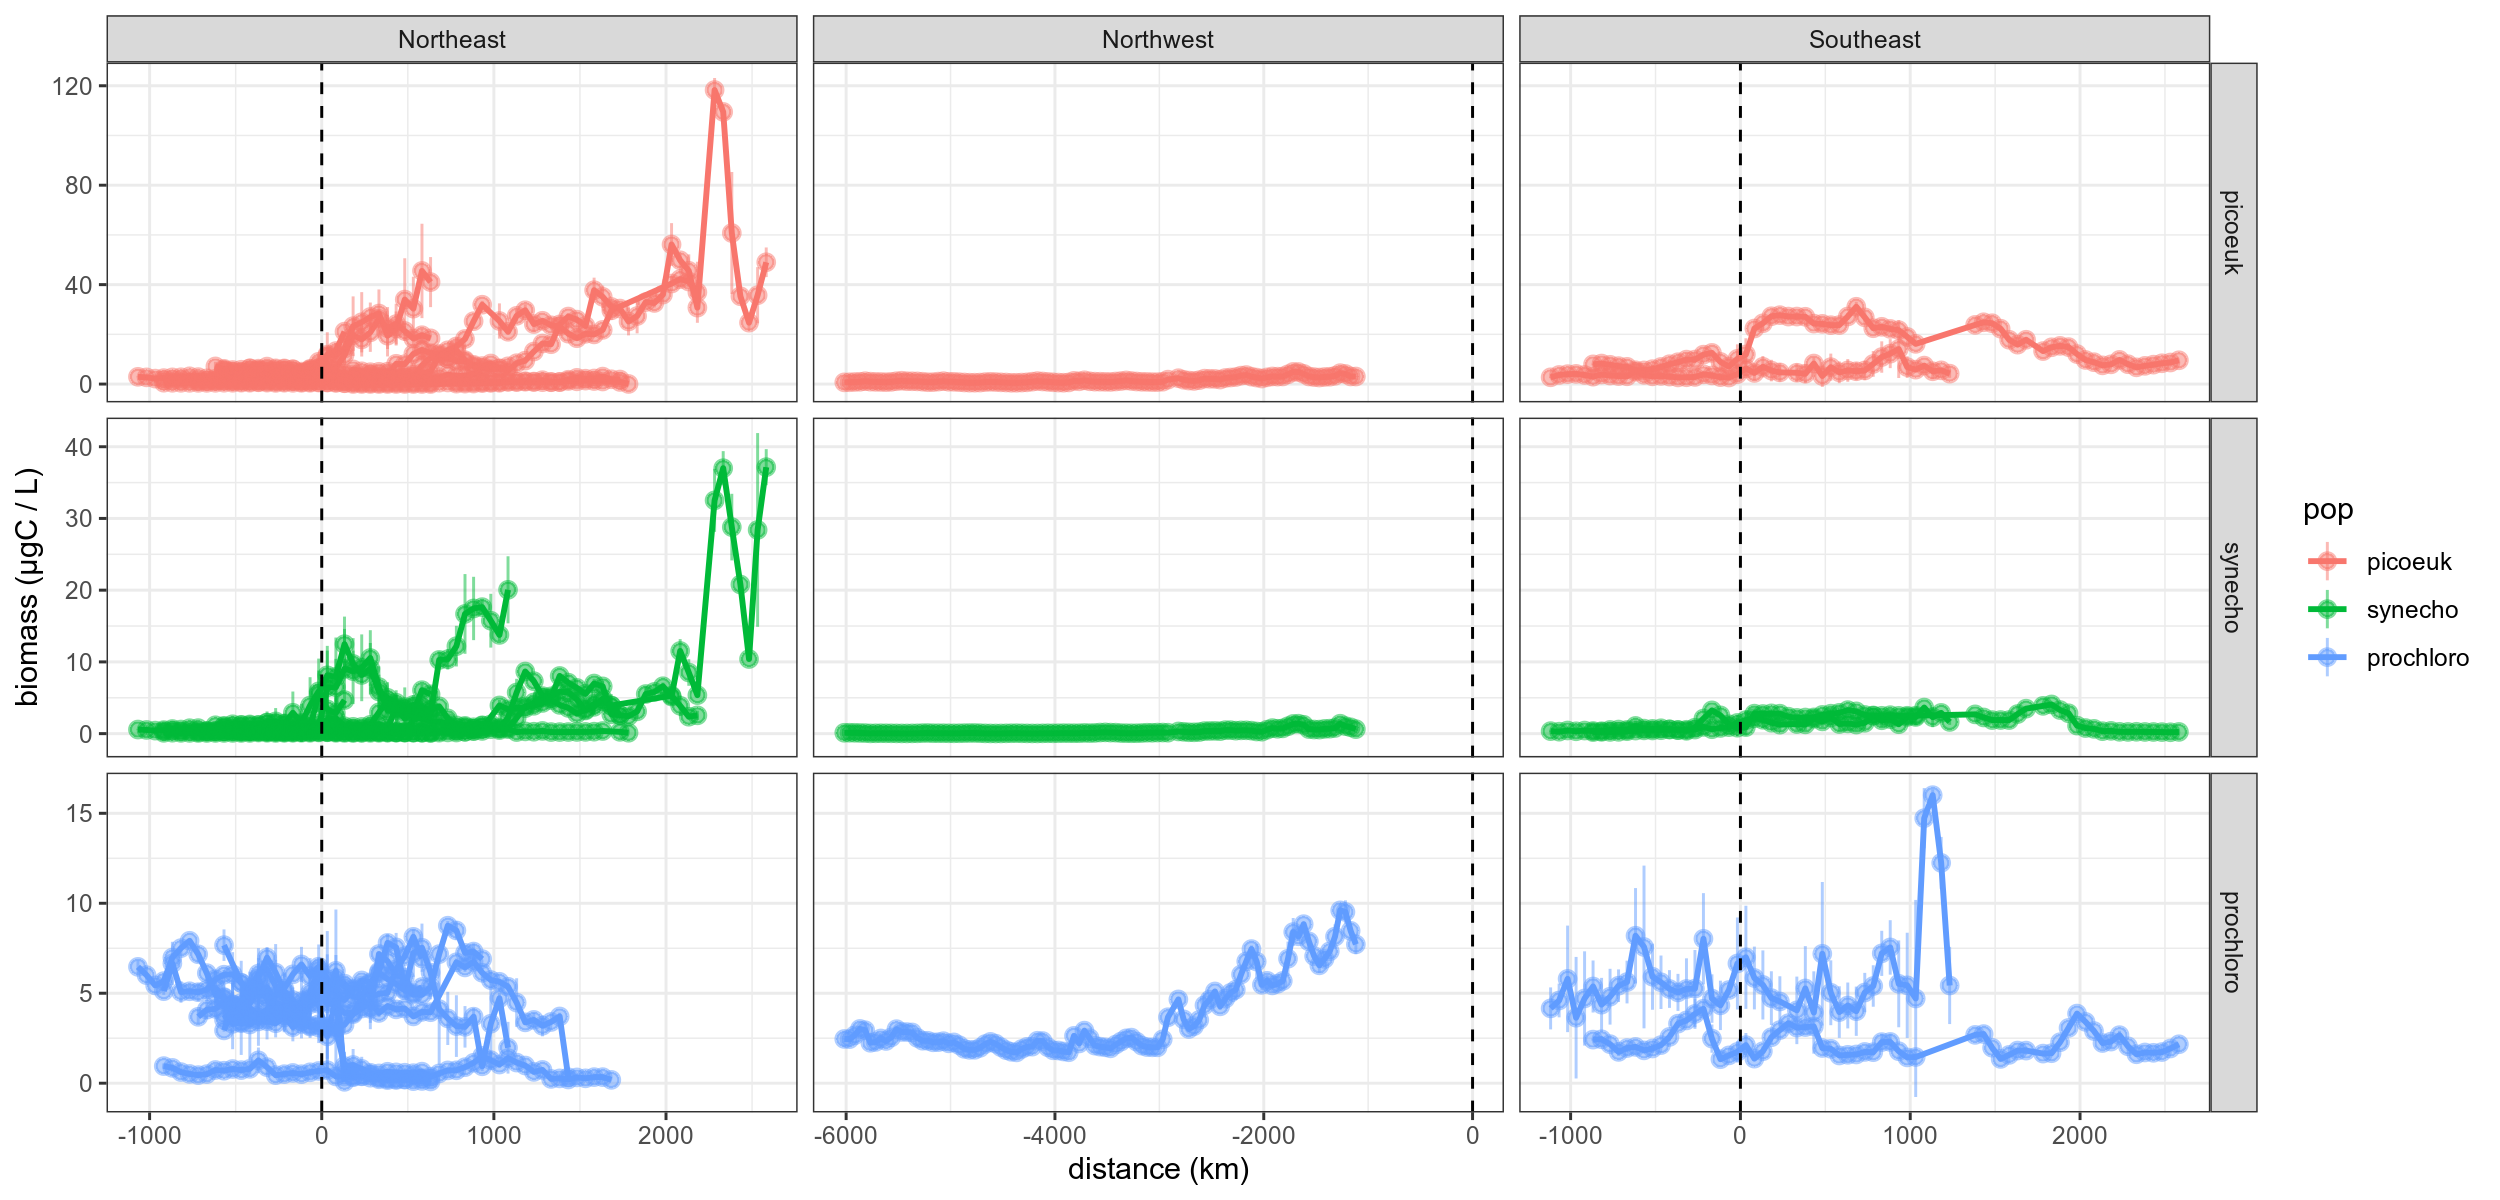 Northeast
Northwest
Southeast
120
80
40
0
picoeuk
40
30
20
10
0
synecho
15
10
5
0
prochloro
-1000
0
1000
2000
-6000
-4000
-2000
0
-1000
0
1000
2000
distance (km)
biomass (µgC / L)
pop
picoeuk
synecho
prochloro